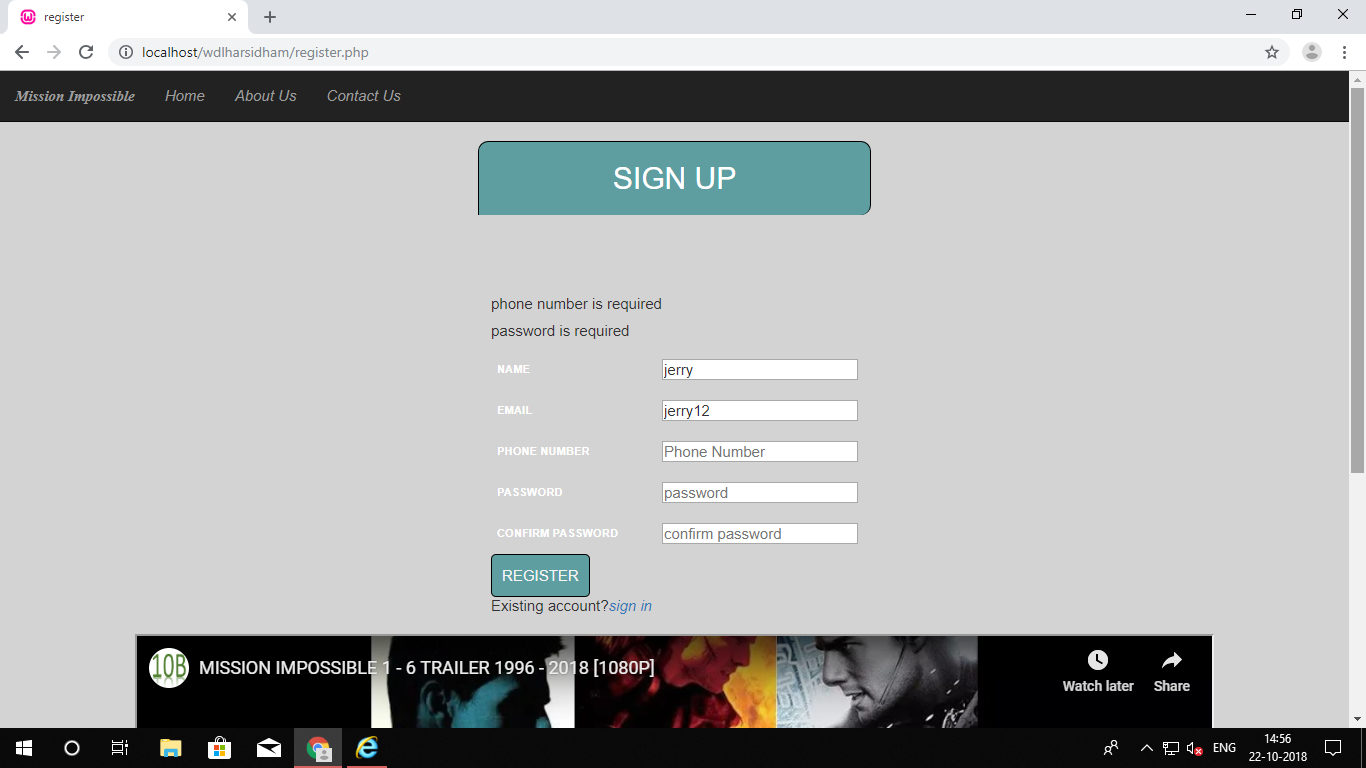 register
localhost/wdlharsidham/register.php
Mission Impossible Home About Us Contact Us
SIGN UP
phone number is required
password is required
NAME jerry
EMAIL jerry12
PHONE NUMBER Phone Number
PASSWORD password
CONFIRM PASSWORD confirm password
REGISTER
Existing account?sign in
10B MISSION IMPOSSIBLE 1 - 6 TRAILER 1996 - 2018 [1080P]
Watch later Share
ENG 14:56
22-10-2018